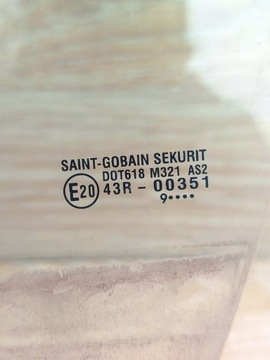 SAINT-GOBAIN SEKURIT
DOT618 M321 AS2
E20 43R - 00351
9••••